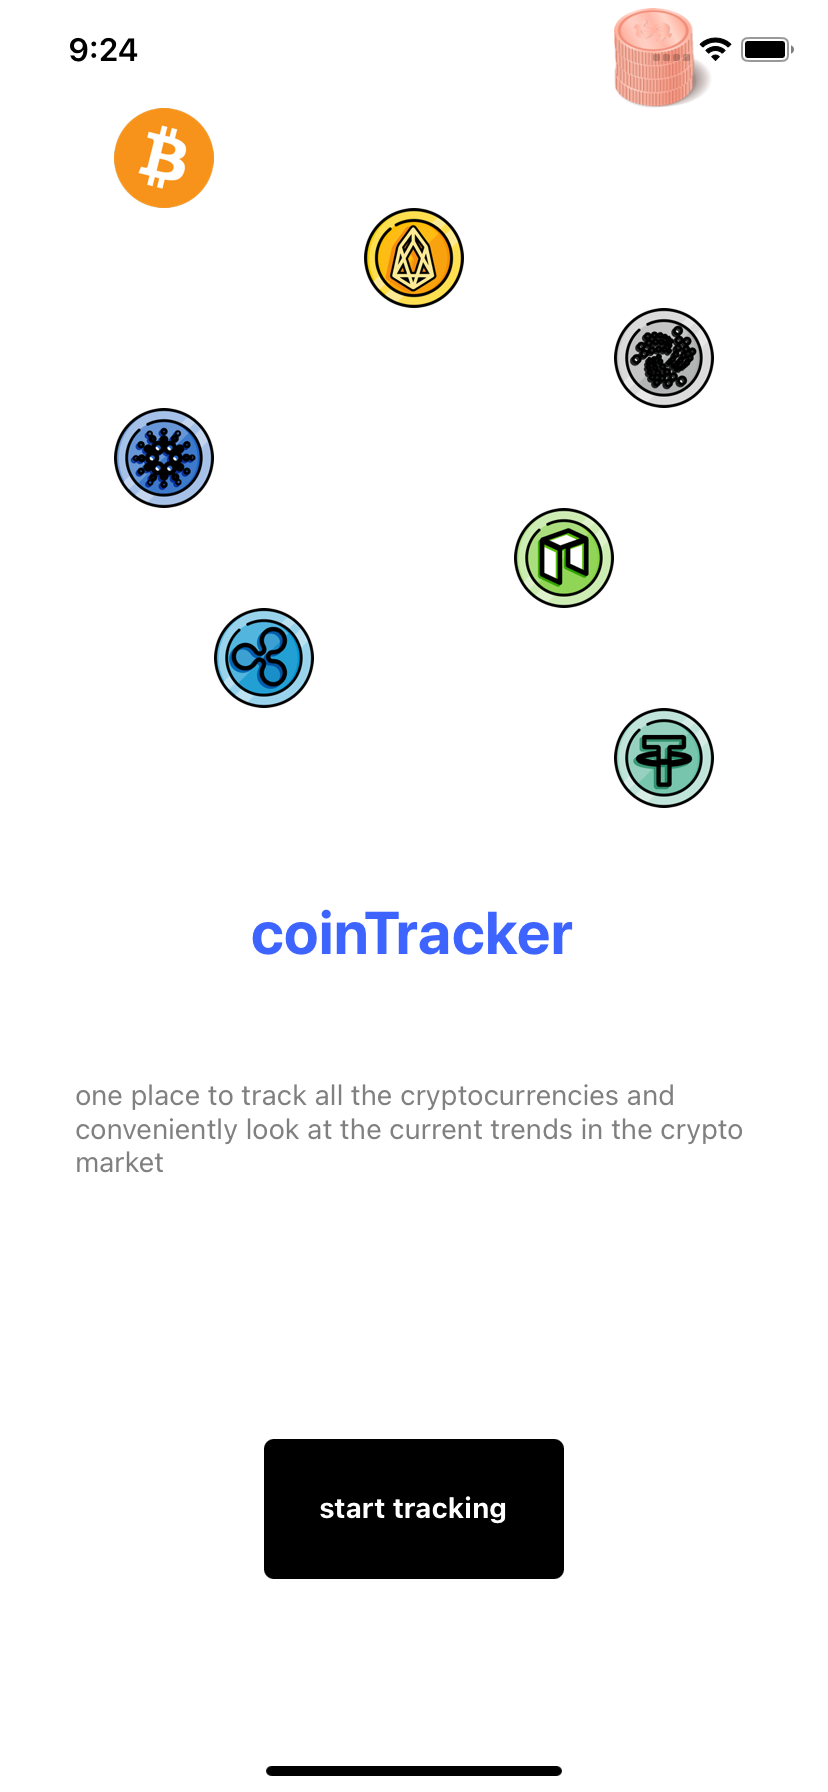 9:24
coinTracker
one place to track all the cryptocurrencies and
conveniently look at the current trends in the crypto
market
start tracking